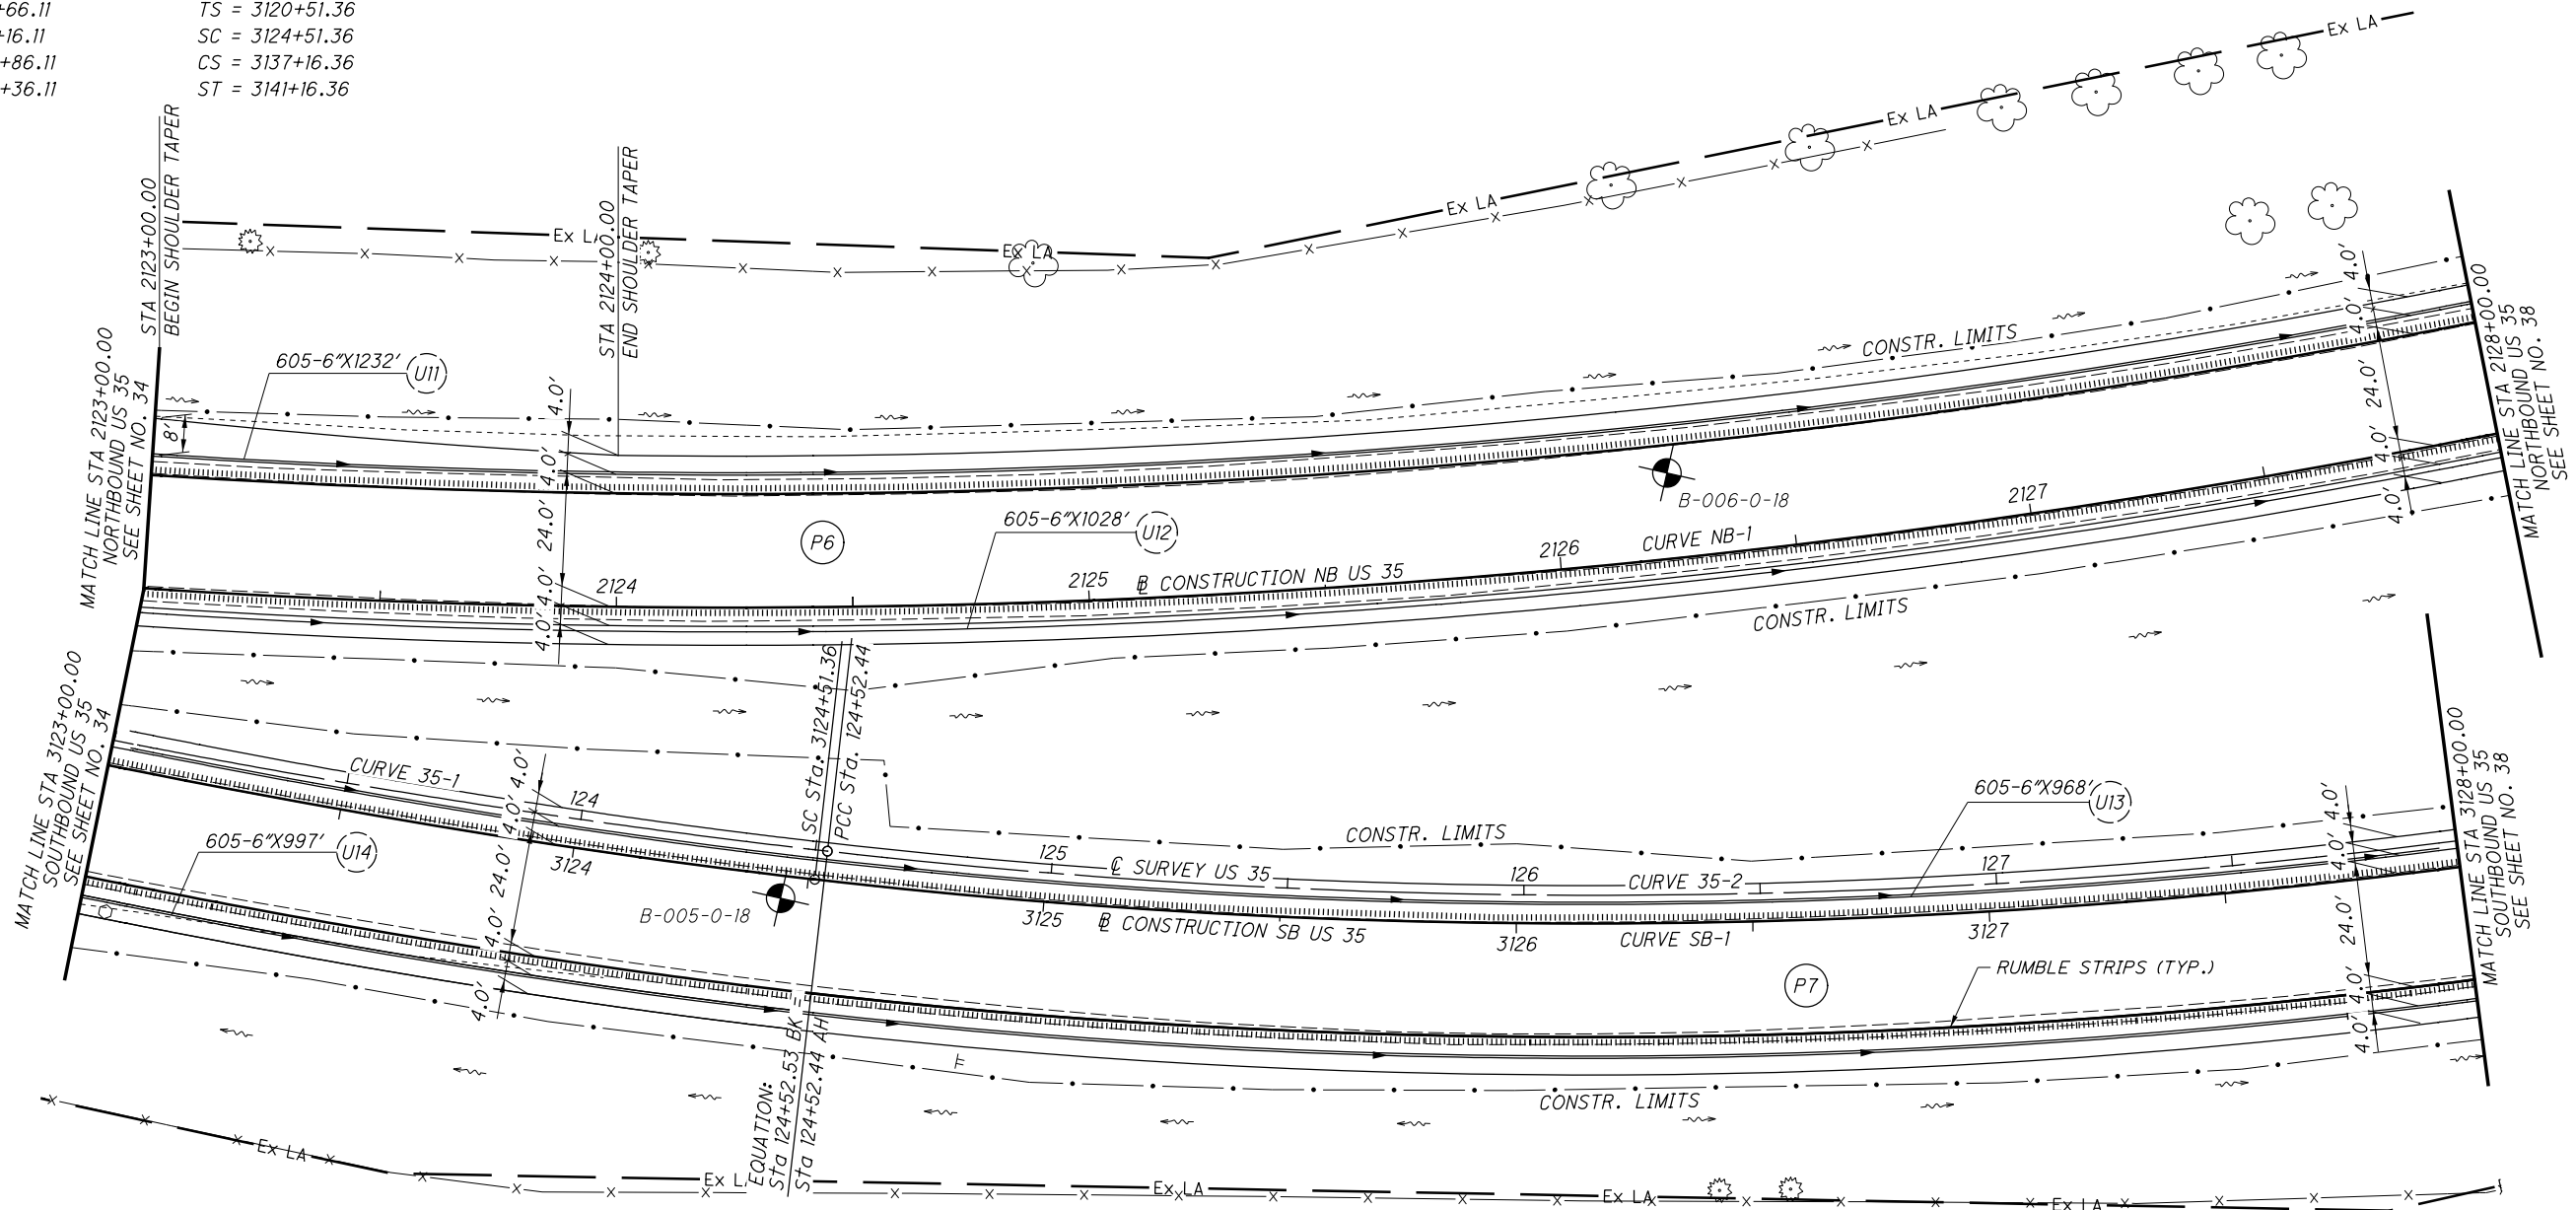 +66.11
+16.11
+86.11
+36.11
TS = 3120+51.36
SC = 3124+51.36
CS = 3137+16.36
ST = 3141+16.36
STA 2123+00.00
BEGIN SHOULDER TAPER
STA 2124+00.00
END SHOULDER TAPER
Ex LA
Ex LA
Ex LA
Ex LA
Ex LA
MATCH LINE STA 2123+00.00
NORTHBOUND US 35
SEE SHEET NO. 34
605-6"X1232'
U11
8'
4.0'
4.0'
24.0'
4.0'
4.0'
2124
P6
605-6"X1028'
U12
2125
℄ CONSTRUCTION NB US 35
2126
CURVE NB-1
2127
B-006-0-18
CONSTR. LIMITS
CONSTR. LIMITS
4.0'
4.0'
24.0'
4.0'
4.0'
MATCH LINE STA 2128+00.00
NORTHBOUND US 35
SEE SHEET NO. 38
MATCH LINE STA 3123+00.00
SOUTHBOUND US 35
SEE SHEET NO. 34
CURVE 35-1
124
4.0'
4.0'
24.0'
4.0'
4.0'
605-6"X997'
U14
3124
B-005-0-18
SC Sta. 3124+51.36
PCC Sta. 124+52.44
EQUATION:
Sta 124+52.53 BK =
Sta 124+52.44 AH
125
℄ SURVEY US 35
126
CURVE 35-2
127
CONSTR. LIMITS
605-6"X968'
U13
3125
℄ CONSTRUCTION SB US 35
3126
CURVE SB-1
3127
P7
RUMBLE STRIPS (TYP.)
CONSTR. LIMITS
4.0'
4.0'
24.0'
4.0'
4.0'
MATCH LINE STA 3128+00.00
SOUTHBOUND US 35
SEE SHEET NO. 38
Ex LA
Ex LA
Ex LA
Ex LA
Ex LA